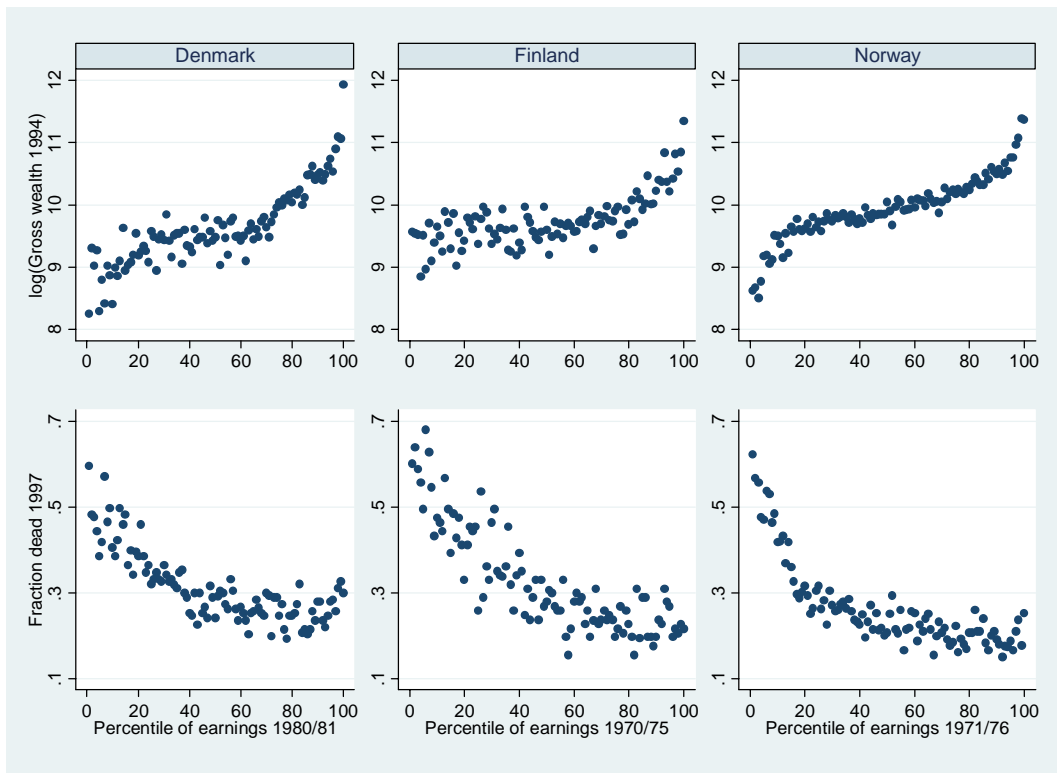 Denmark Finland Norway
log(Gross wealth 1994)
12 12 12
11 11 11
10 10 10
9 9 9
8 8 8
0 20 40 60 80 100 0 20 40 60 80 100 0 20 40 60 80 100
Fraction dead 1997
.7 .7 .7
.5 .5 .5
.3 .3 .3
.1 .1 .1
0 20 40 60 80 100 0 20 40 60 80 100 0 20 40 60 80 100
Percentile of earnings 1980/81 Percentile of earnings 1970/75 Percentile of earnings 1971/76